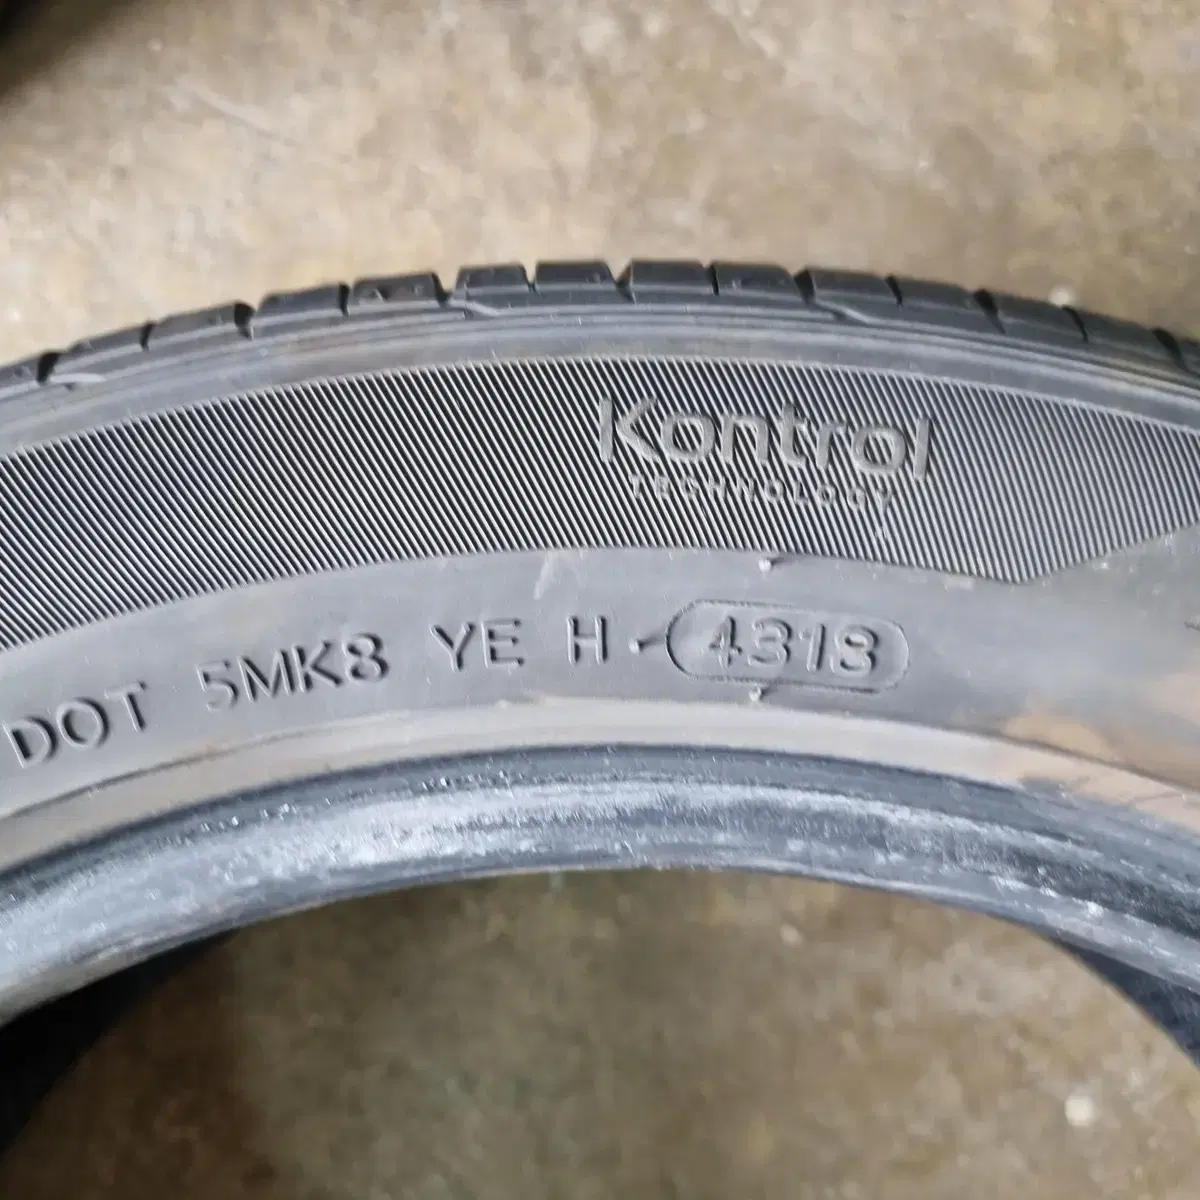 Kontrol
TECHNOLOGY
DOT 5MK8 YE H 4318